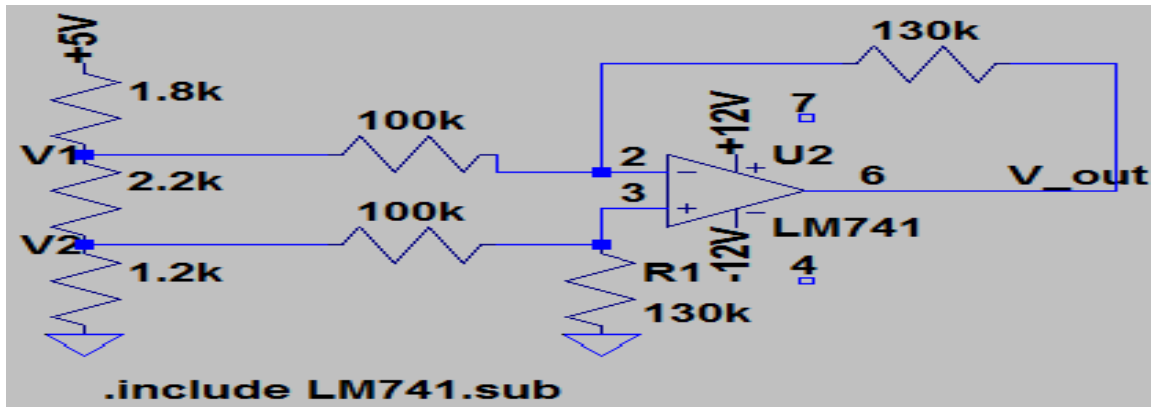 +5V
1.8k
V1
2.2k
V2
1.2k
100k
100k
130k
2
3
+12V
7
U2
6
V_out
LM741
-12V
4
R1
130k
.include LM741.sub